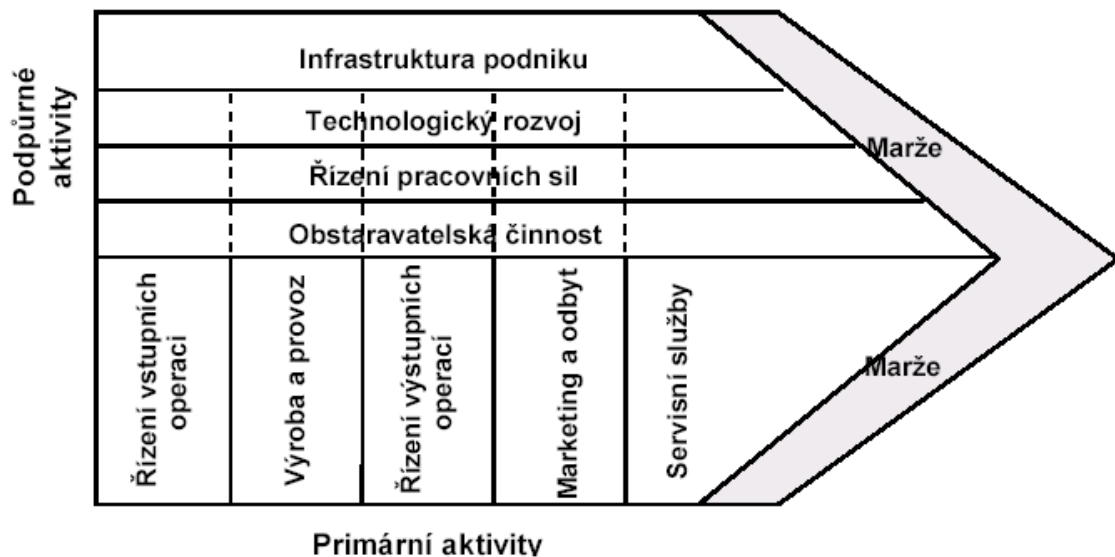 Podpůrné
aktivity
Infrastruktura podniku
Technologický rozvoj
Řízení pracovních sil
Obstaravatelská činnost
Marže
Řízení vstupních
operací
Výroba a provoz
Řízení výstupních
operací
Marketing a odbyt
Servisní služby
Marže
Primární aktivity